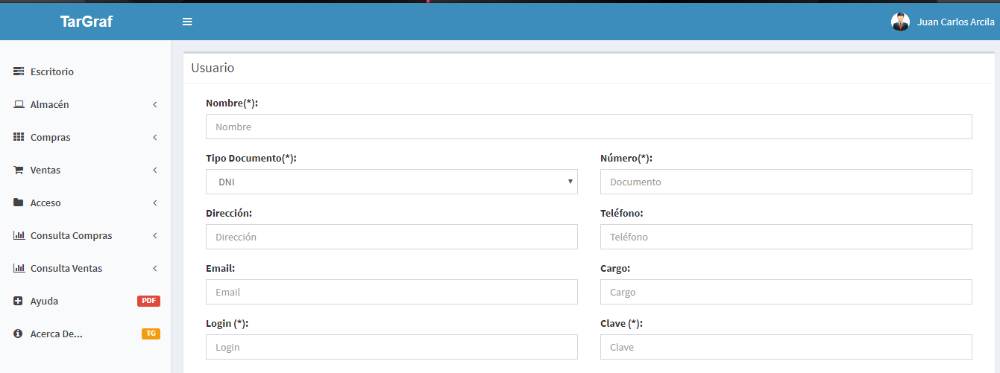 TarGraf
Juan Carlos Arcila
Escritorio
Almacén
Compras
Ventas
Acceso
Consulta Compras
Consulta Ventas
Ayuda PDF
Acerca De... TG
Usuario
Nombre(*):
Nombre
Tipo Documento(*): Número(*):
DNI Documento
Dirección: Teléfono:
Dirección Teléfono
Email: Cargo:
Email Cargo
Login (*): Clave (*):
Login Clave